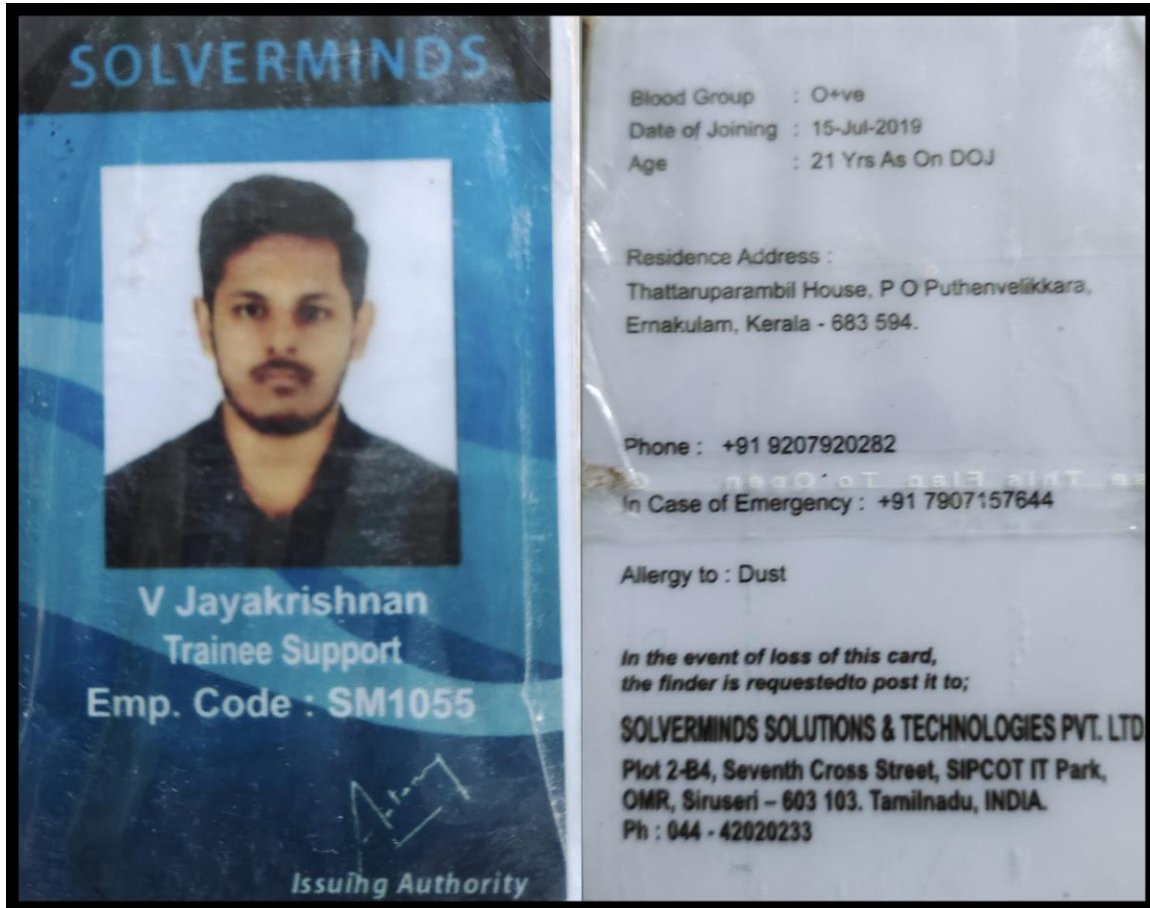 SOLVERMINDS
V Jayakrishnan
Trainee Support
Emp. Code : SM1055
Issuing Authority
Blood Group : O+ve
Date of Joining : 15-Jul-2019
Age : 21 Yrs As On DOJ
Residence Address :
Thattaruparambil House, P O Puthenvelikkara,
Ernakulam, Kerala - 683 594.
Phone : +91 9207920282
In Case of Emergency : +91 7907157644
Allergy to : Dust
In the event of loss of this card,
the finder is requestedto post it to;
SOLVERMINDS SOLUTIONS & TECHNOLOGIES PVT. LTD
Plot 2-B4, Seventh Cross Street, SIPCOT IT Park,
OMR, Siruseri – 603 103. Tamilnadu, INDIA.
Ph : 044 - 42020233